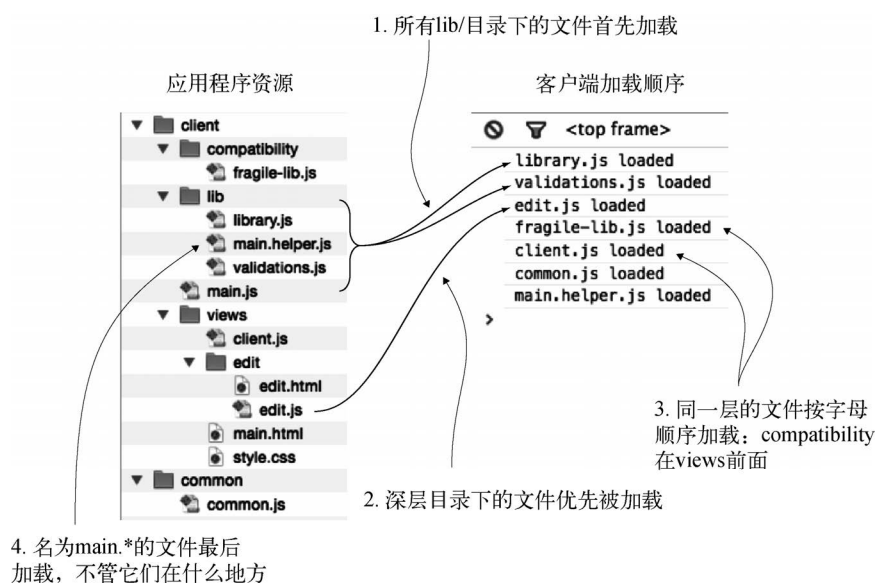 1. 所有lib/目录下的文件首先加载
应用程序资源
客户端加载顺序
client
compatibility
fragile-lib.js
lib
library.js
main.helper.js
validations.js
main.js
views
client.js
edit
edit.html
edit.js
main.html
style.css
common
common.js
<top frame>
library.js loaded
validations.js loaded
edit.js loaded
fragile-lib.js loaded
client.js loaded
common.js loaded
main.helper.js loaded
3. 同一层的文件按字母
顺序加载：compatibility
在views前面
2. 深层目录下的文件优先被加载
4. 名为main.*的文件最后
加载，不管它们在什么地方